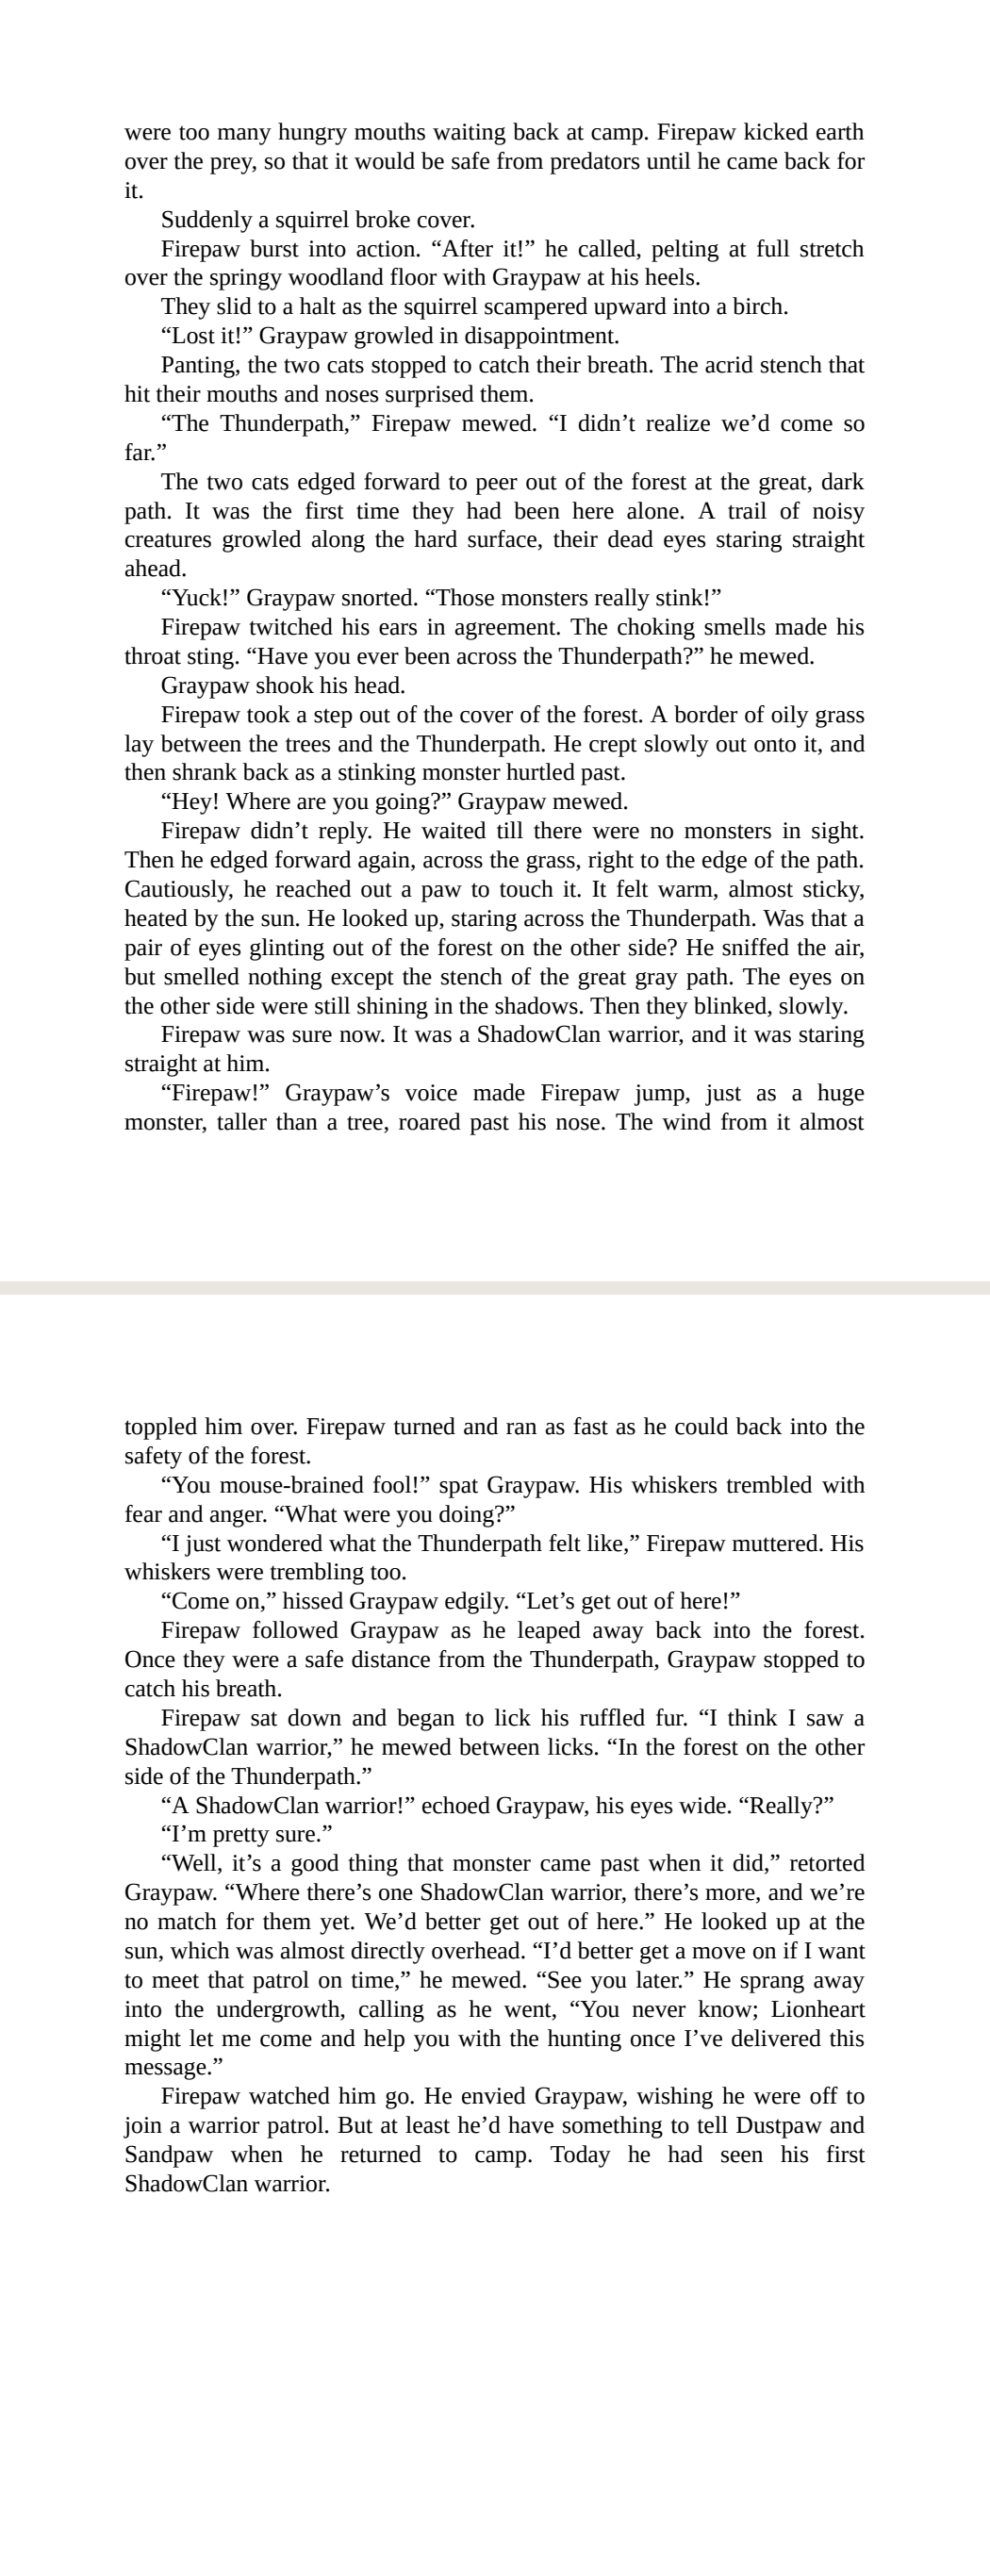 were too many hungry mouths waiting back at camp. Firepaw kicked earth
over the prey, so that it would be safe from predators until he came back for
it.
Suddenly a squirrel broke cover.
Firepaw burst into action. “After it!” he called, pelting at full stretch
over the springy woodland floor with Graypaw at his heels.
They slid to a halt as the squirrel scampered upward into a birch.
“Lost it!” Graypaw growled in disappointment.
Panting, the two cats stopped to catch their breath. The acrid stench that
hit their mouths and noses surprised them.
“The Thunderpath,” Firepaw mewed. “I didn’t realize we’d come so
far.”
The two cats edged forward to peer out of the forest at the great, dark
path. It was the first time they had been here alone. A trail of noisy
creatures growled along the hard surface, their dead eyes staring straight
ahead.
“Yuck!” Graypaw snorted. “Those monsters really stink!”
Firepaw twitched his ears in agreement. The choking smells made his
throat sting. “Have you ever been across the Thunderpath?” he mewed.
Graypaw shook his head.
Firepaw took a step out of the cover of the forest. A border of oily grass
lay between the trees and the Thunderpath. He crept slowly out onto it, and
then shrank back as a stinking monster hurtled past.
“Hey! Where are you going?” Graypaw mewed.
Firepaw didn’t reply. He waited till there were no monsters in sight.
Then he edged forward again, across the grass, right to the edge of the path.
Cautiously, he reached out a paw to touch it. It felt warm, almost sticky,
heated by the sun. He looked up, staring across the Thunderpath. Was that a
pair of eyes glinting out of the forest on the other side? He sniffed the air,
but smelled nothing except the stench of the great gray path. The eyes on
the other side were still shining in the shadows. Then they blinked, slowly.
Firepaw was sure now. It was a ShadowClan warrior, and it was staring
straight at him.
“Firepaw!” Graypaw’s voice made Firepaw jump, just as a huge
monster, taller than a tree, roared past his nose. The wind from it almost
toppled him over. Firepaw turned and ran as fast as he could back into the
safety of the forest.
“You mouse-brained fool!” spat Graypaw. His whiskers trembled with
fear and anger. “What were you doing?”
“I just wondered what the Thunderpath felt like,” Firepaw muttered. His
whiskers were trembling too.
“Come on,” hissed Graypaw edgily. “Let’s get out of here!”
Firepaw followed Graypaw as he leaped away back into the forest.
Once they were a safe distance from the Thunderpath, Graypaw stopped to
catch his breath.
Firepaw sat down and began to lick his ruffled fur. “I think I saw a
ShadowClan warrior,” he mewed between licks. “In the forest on the other
side of the Thunderpath.”
“A ShadowClan warrior!” echoed Graypaw, his eyes wide. “Really?”
“I’m pretty sure.”
“Well, it’s a good thing that monster came past when it did,” retorted
Graypaw. “Where there’s one ShadowClan warrior, there’s more, and we’re
no match for them yet. We’d better get out of here.” He looked up at the
sun, which was almost directly overhead. “I’d better get a move on if I want
to meet that patrol on time,” he mewed. “See you later.” He sprang away
into the undergrowth, calling as he went, “You never know; Lionheart
might let me come and help you with the hunting once I’ve delivered this
message.”
Firepaw watched him go. He envied Graypaw, wishing he were off to
join a warrior patrol. But at least he’d have something to tell Dustpaw and
Sandpaw when he returned to camp. Today he had seen his first
ShadowClan warrior.